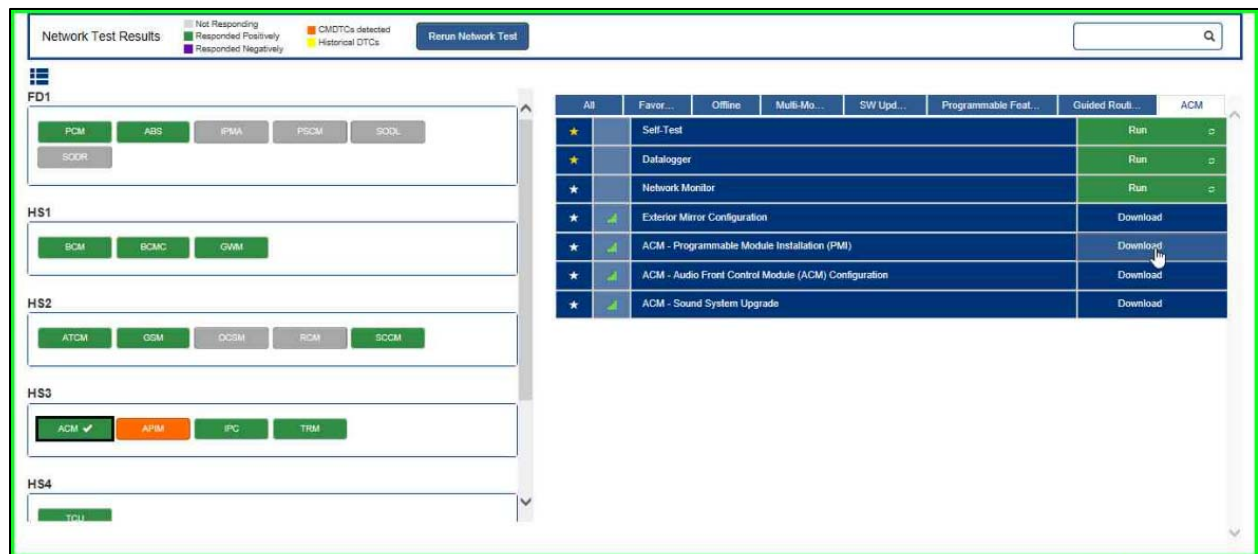 Network Test Results
Not Responding
Responded Positively
Responded Negatively
CMDTCs detected
Historical DTCs
Rerun Network Test
FD1
PCM ABS IPMA PSCM SODL
SODR
HS1
BCM BCMC GWM
HS2
ATCM GSM OCSM RCM SCCM
HS3
ACM APIM IPC TRM
HS4
TCU
All Favor... Offline Multi-Mo... SW Upd... Programmable Feat... Guided Routi... ACM
Self-Test Run
Datalogger Run
Network Monitor Run
Exterior Mirror Configuration Download
ACM - Programmable Module Installation (PMI) Download
ACM - Audio Front Control Module (ACM) Configuration Download
ACM - Sound System Upgrade Download